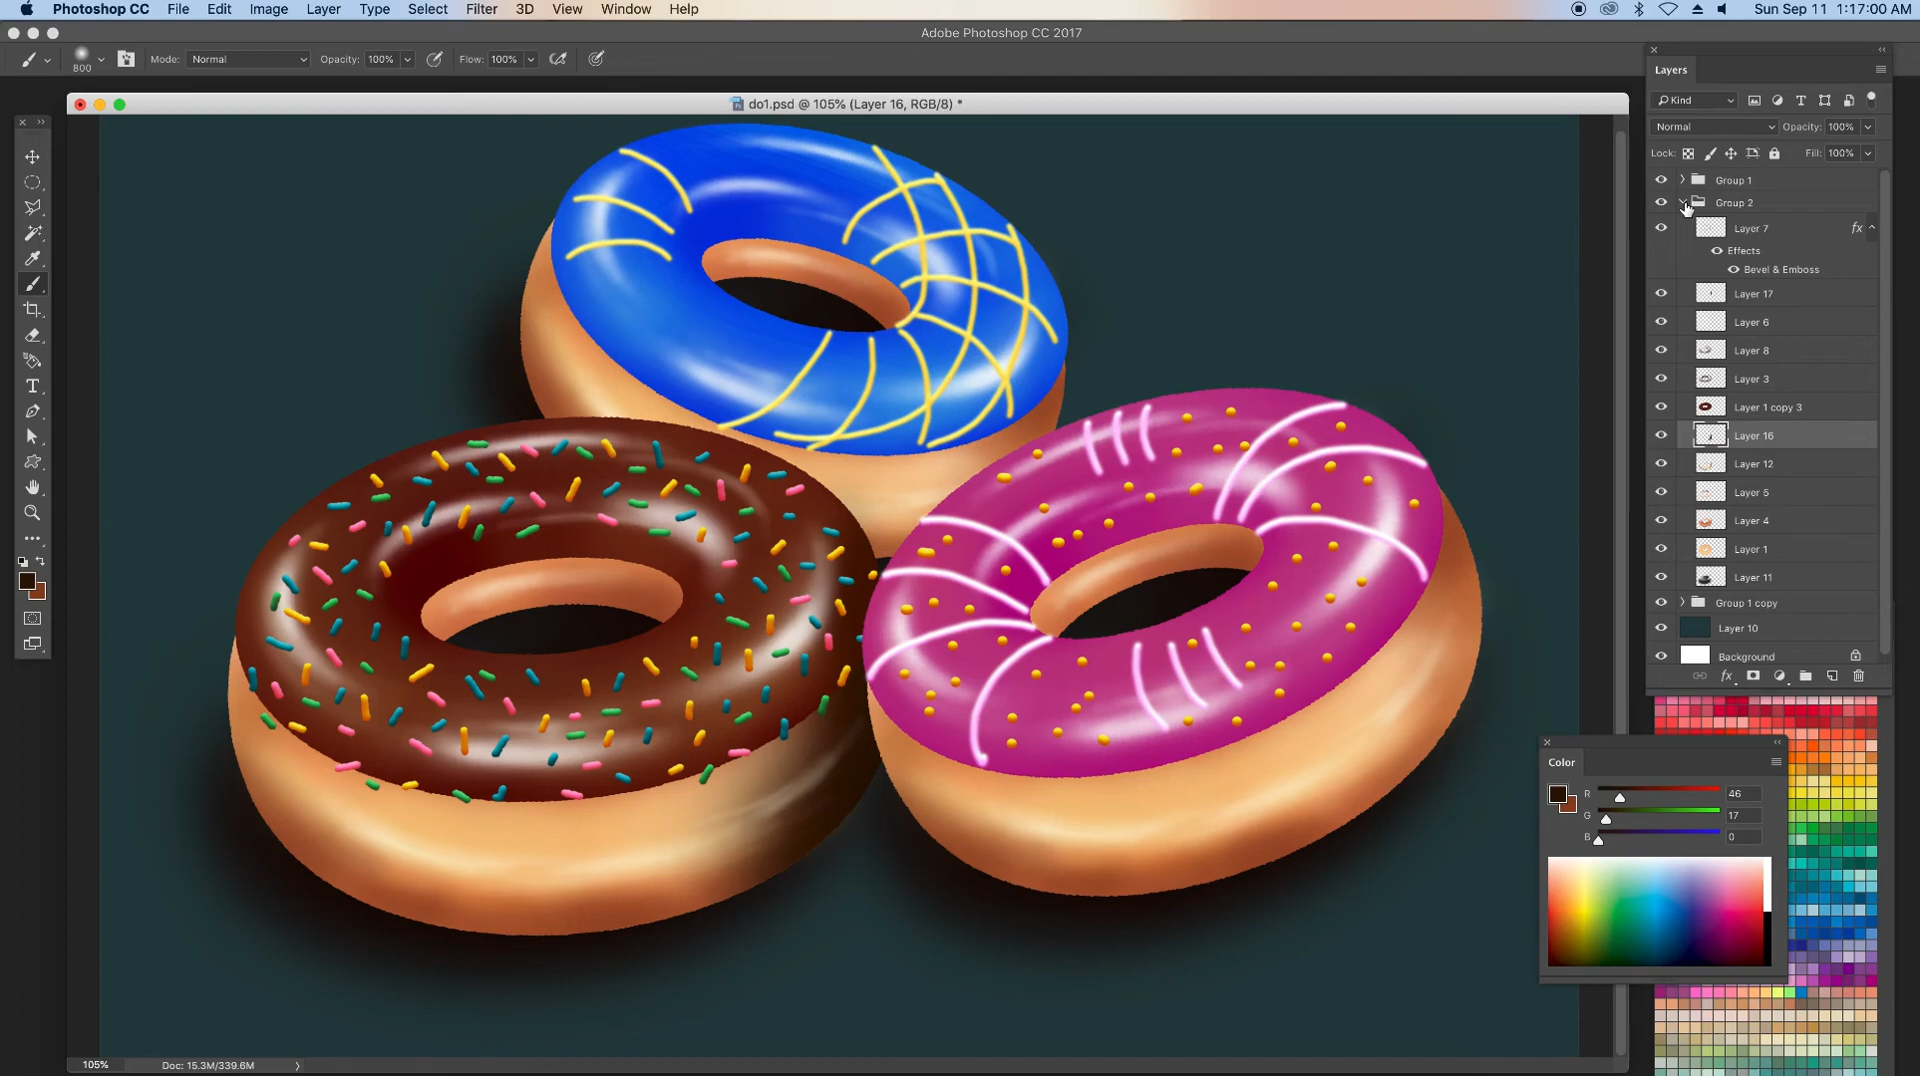 Photoshop CC File Edit Image Layer Type Select Filter 3D View Window Help Sun Sep 11 1:17:00 AM
Adobe Photoshop CC 2017
800 Mode: Normal Opacity: 100% Flow: 100%
do1.psd @ 105% (Layer 16, RGB/8) *
Layers
Kind
Normal Opacity: 100%
Lock: Fill: 100%
Group 1
Group 2
Layer 7 fx
Effects
Bevel & Emboss
Layer 17
Layer 6
Layer 8
Layer 3
Layer 1 copy 3
Layer 16
Layer 12
Layer 5
Layer 4
Layer 1
Layer 11
Group 1 copy
Layer 10
Background
fx
Color
R 46
G 17
B 0
105% Doc: 15.3M/339.6M